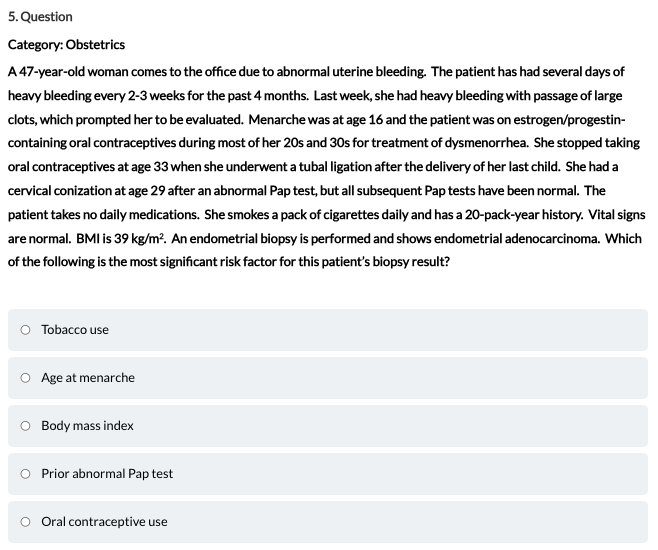 5. Question
Category: Obstetrics
A 47-year-old woman comes to the office due to abnormal uterine bleeding.  The patient has had several days of
heavy bleeding every 2-3 weeks for the past 4 months.  Last week, she had heavy bleeding with passage of large
clots, which prompted her to be evaluated.  Menarche was at age 16 and the patient was on estrogen/progestin-
containing oral contraceptives during most of her 20s and 30s for treatment of dysmenorrhea.  She stopped taking
oral contraceptives at age 33 when she underwent a tubal ligation after the delivery of her last child.  She had a
cervical conization at age 29 after an abnormal Pap test, but all subsequent Pap tests have been normal.  The
patient takes no daily medications.  She smokes a pack of cigarettes daily and has a 20-pack-year history.  Vital signs
are normal.  BMI is 39 kg/m².  An endometrial biopsy is performed and shows endometrial adenocarcinoma.  Which
of the following is the most significant risk factor for this patient's biopsy result?
Tobacco use
Age at menarche
Body mass index
Prior abnormal Pap test
Oral contraceptive use